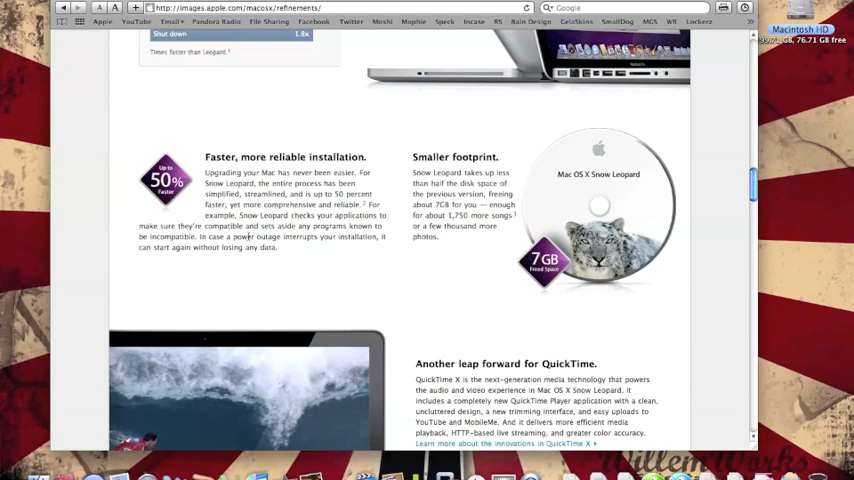 http://images.apple.com/macosx/refinements/
Google
Apple YouTube Email Pandora Radio File Sharing Facebook Twitter Moshi Mophie Speck Incase RS Rain Design GelaSkins SmallDog MGS WR Lockerz
Macintosh HD
76.71 GB free
Shut down 1.8x
Times faster than Leopard.¹
Up to
50%
Faster
Faster, more reliable installation.
Upgrading your Mac has never been easier. For
Snow Leopard, the entire process has been
simplified, streamlined, and is up to 50 percent
faster, yet more comprehensive and reliable.² For
example, Snow Leopard checks your applications to
make sure they're compatible and sets aside any programs known to
be incompatible. In case a power outage interrupts your installation, it
can start again without losing any data.
Smaller footprint.
Snow Leopard takes up less
than half the disk space of
the previous version, freeing
about 7GB for you — enough
for about 1,750 more songs³
or a few thousand more
photos.
Mac OS X Snow Leopard
7 GB
Freed Space
Another leap forward for QuickTime.
QuickTime X is the next-generation media technology that powers
the audio and video experience in Mac OS X Snow Leopard. It
includes a completely new QuickTime Player application with a clean,
uncluttered design, a new trimming interface, and easy uploads to
YouTube and MobileMe. And it delivers more efficient media
playback, HTTP-based live streaming, and greater color accuracy.
Learn more about the innovations in QuickTime X
WillemWorks